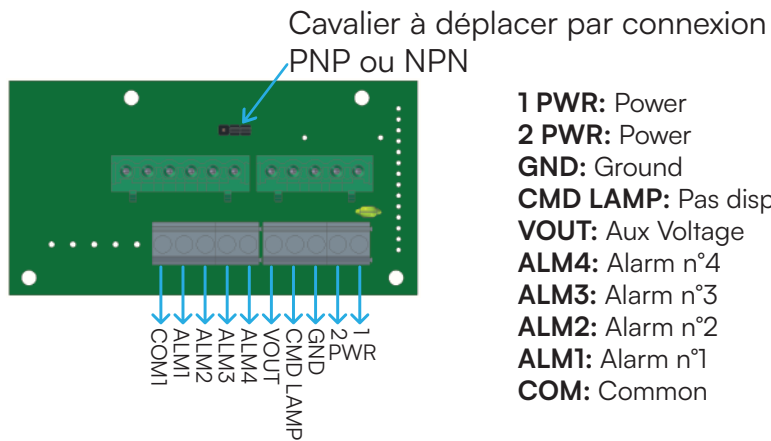 Cavalier à déplacer par connexion
PNP ou NPN
1 PWR: Power
2 PWR: Power
GND: Ground
CMD LAMP: Pas
VOUT: Aux Voltage
ALM4: Alarm n°4
ALM3: Alarm n°3
ALM2: Alarm n°2
ALM1: Alarm n°1
COM: Common
COM1
ALM1
ALM2
ALM3
ALM4
VOUT
CMD LAMP
GND
2
1
PWR